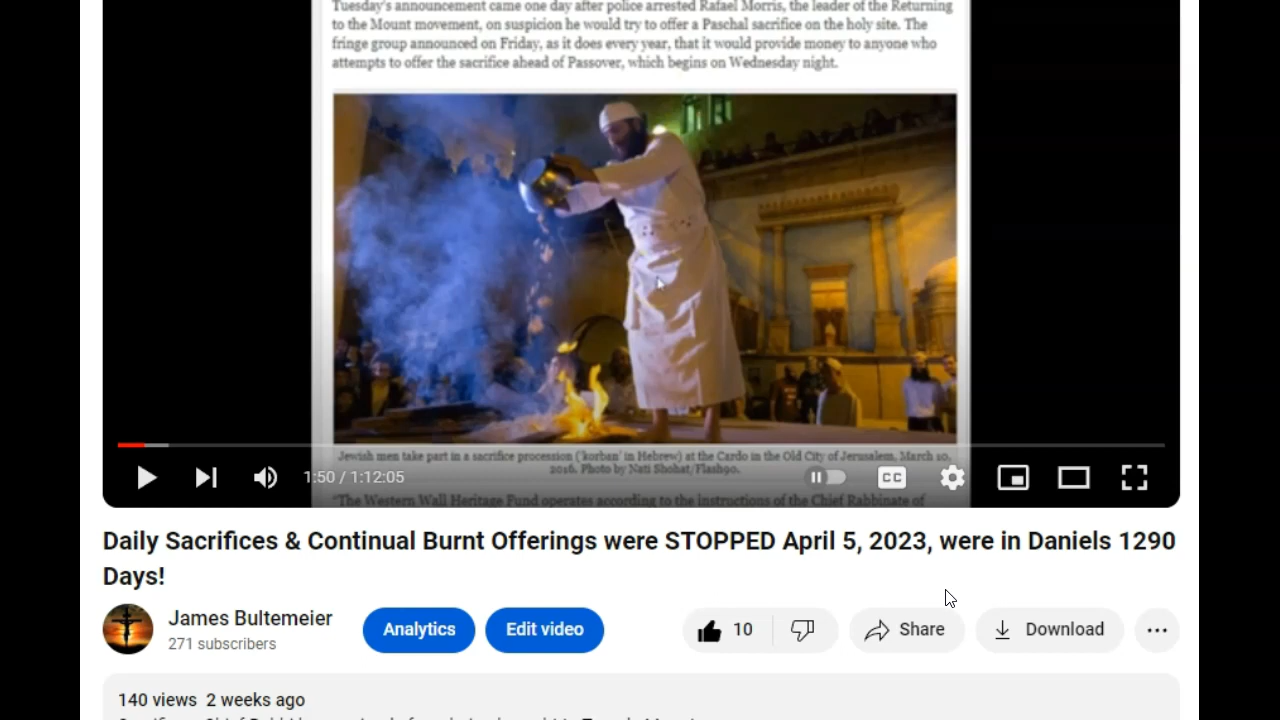 Tuesday's announcement came one day after police arrested Rafael Morris, the leader of the Returning
to the Mount movement, on suspicion he would try to offer a Paschal sacrifice on the holy site. The
fringe group announced on Friday, as it does every year, that it would provide money to anyone who
attempts to offer the sacrifice ahead of Passover, which begins on Wednesday night.
Jewish men take part in a sacrifice procession ('korban' in Hebrew) at the Cardo in the Old City of Jerusalem, March 10,
2016. Photo by Nati Shohat/Flash90.
1:50 / 1:12:05
CC
"The Western Wall Heritage Fund operates according to the instructions of the Chief Rabbinate of
Daily Sacrifices & Continual Burnt Offerings were STOPPED April 5, 2023, were in Daniels 1290
Days!
James Bultemeier
271 subscribers
Analytics
Edit video
10
Share
Download
140 views 2 weeks ago